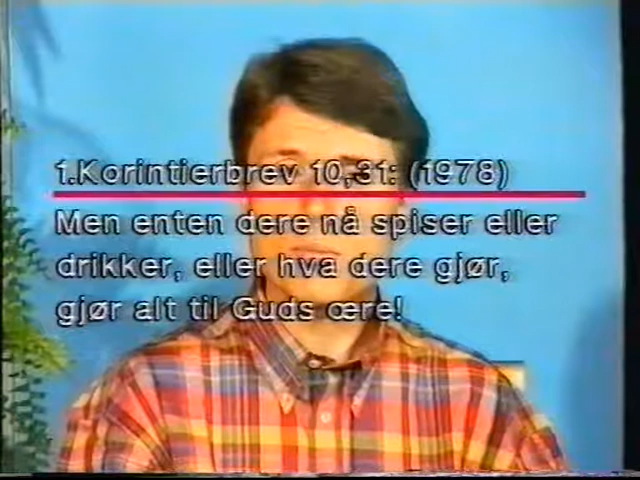 1.Korintierbrev 10,31: (1978)
Men enten dere nå spiser eller
drikker, eller hva dere gjør,
gjør alt til Guds ære!